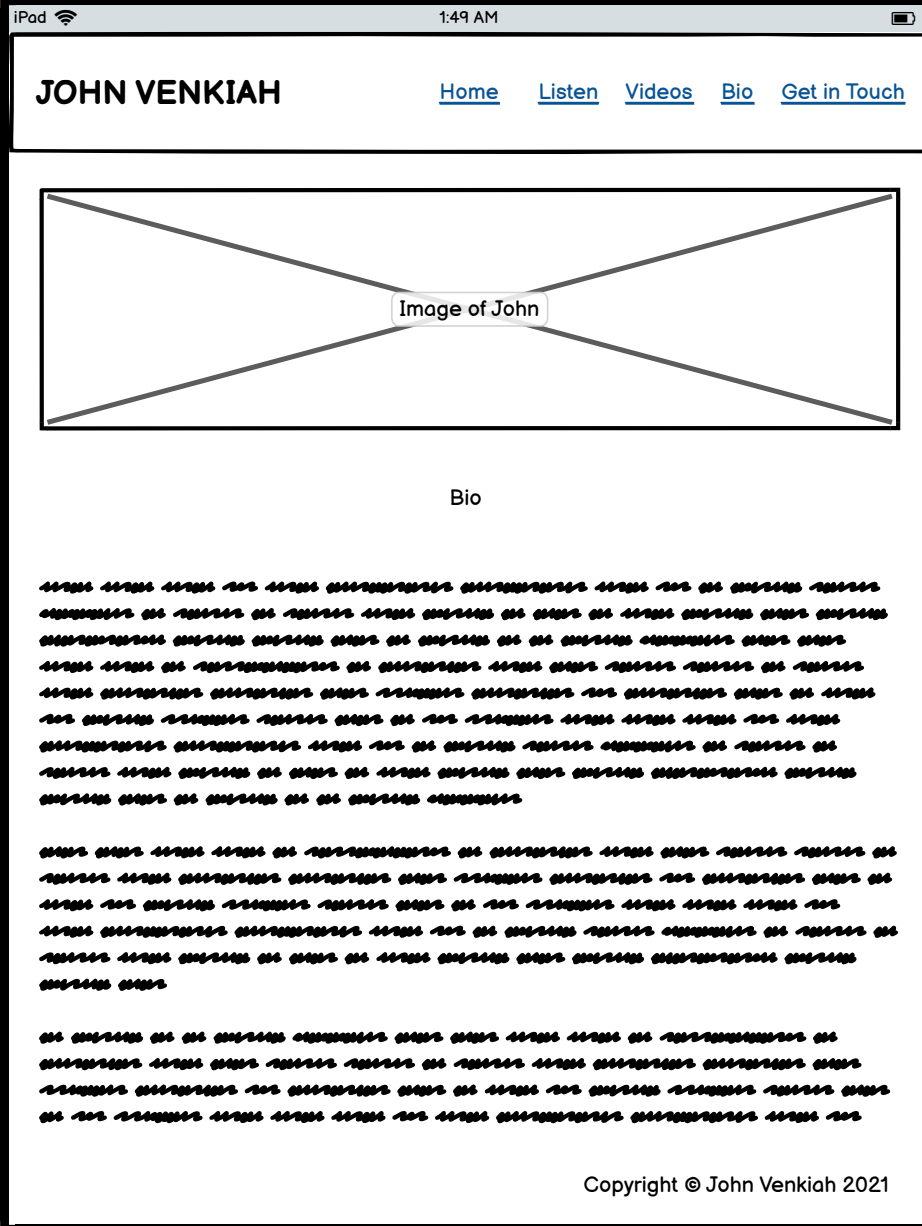 iPad 1:49 AM
JOHN VENKIAH Home Listen Videos Bio Get in Touch
Image of John
Bio
Copyright © John Venkiah 2021